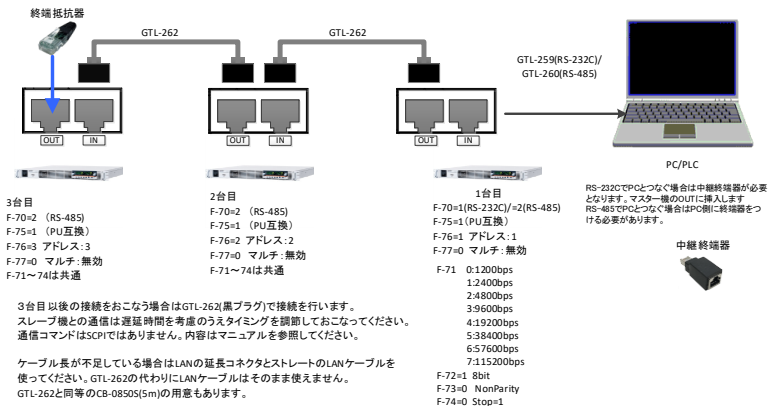 終端抵抗器
GTL-262
GTL-262
GTL-259(RS-232C)/
GTL-260(RS-485)
OUT
IN
OUT
IN
OUT
IN
PC/PLC
3台目
F-70=2 （RS-485)
F-75=1 （PU互換）
F-76=3 アドレス:3
F-77=0 マルチ:無効
F-71～74は共通
2台目
F-70=2 （RS-485)
F-75=1 （PU互換）
F-76=2 アドレス:2
F-77=0 マルチ:無効
F-71～74は共通
1台目
F-70=1(RS-232C)/=2(RS-485)
F-75=1(PU互換）
F-76=1 アドレス:1
F-77=0 マルチ:無効
F-71 0:1200bps
1:2400bps
2:4800bps
3:9600bps
4:19200bps
5:38400bps
6:57600bps
7:115200bps
F-72=1 8bit
F-73=0 NonParity
F-74=0 Stop=1
RS-232CでPCとつなぐ場合は中継終端器が必要
となります。マスター機のOUTに挿入します
RS-485でPCとつなぐ場合はPC側に終端器をつ
ける必要があります。
中継終端器
３台目以後の接続をおこなう場合はGTL-262(黒プラグ)で接続を行います。
スレーブ機との通信は遅延時間を考慮のうえタイミングを調節しておこなってください。
通信コマンドはSCPIではありません。内容はマニュアルを参照してください。
ケーブル長が不足している場合はLANの延長コネクタとストレートのLANケーブルを
使ってください。GTL-262の代わりにLANケーブルはそのまま使えません。
GTL-262と同等のCB-0850S(5m)の用意もあります。